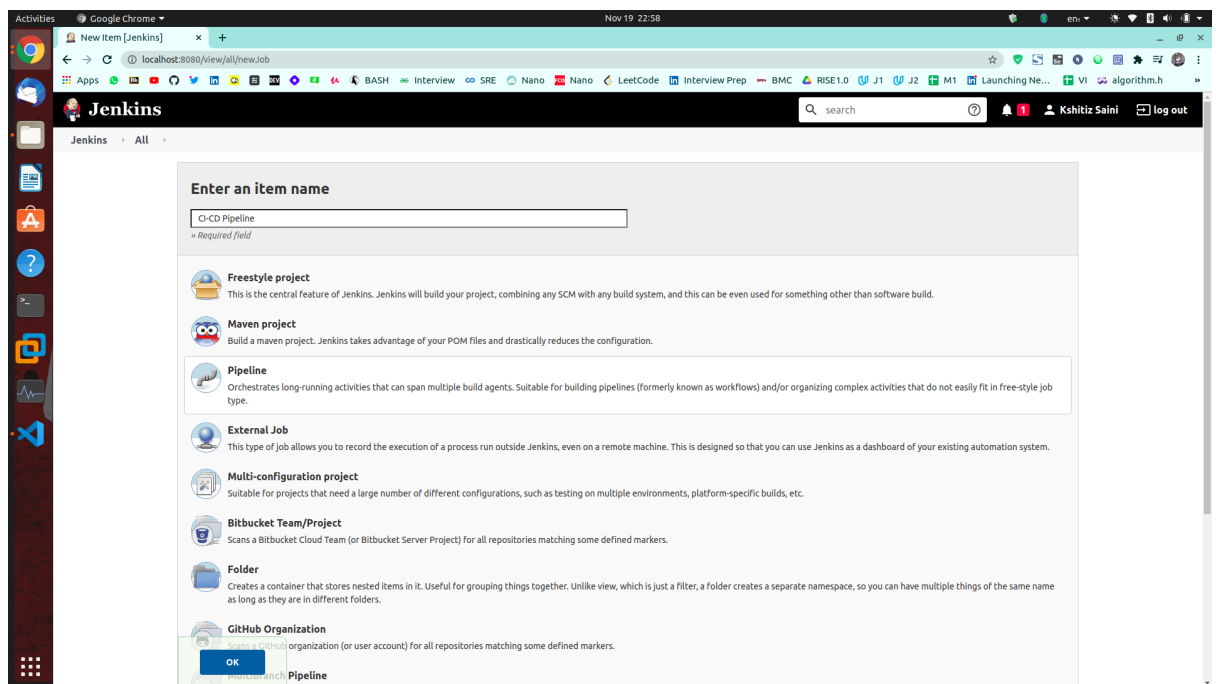 Activities Google Chrome Nov 19 22:58 en₁
New Item [Jenkins]
localhost:8080/view/all/newJob
Apps BASH Interview SRE Nano Nano LeetCode Interview Prep BMC RISE1.0 J1 J2 M1 Launching Ne... VI algorithm.h »
Jenkins search 1 Kshitiz Saini log out
Jenkins All
Enter an item name
CI-CD Pipeline
» Required field
Freestyle project
This is the central feature of Jenkins. Jenkins will build your project, combining any SCM with any build system, and this can be even used for something other than software build.
Maven project
Build a maven project. Jenkins takes advantage of your POM files and drastically reduces the configuration.
Pipeline
Orchestrates long-running activities that can span multiple build agents. Suitable for building pipelines (formerly known as workflows) and/or organizing complex activities that do not easily fit in free-style job
type.
External Job
This type of job allows you to record the execution of a process run outside Jenkins, even on a remote machine. This is designed so that you can use Jenkins as a dashboard of your existing automation system.
Multi-configuration project
Suitable for projects that need a large number of different configurations, such as testing on multiple environments, platform-specific builds, etc.
Bitbucket Team/Project
Scans a Bitbucket Cloud Team (or Bitbucket Server Project) for all repositories matching some defined markers.
Folder
Creates a container that stores nested items in it. Useful for grouping things together. Unlike view, which is just a filter, a folder creates a separate namespace, so you can have multiple things of the same name
as long as they are in different folders.
GitHub Organization
Scans a GitHub organization (or user account) for all repositories matching some defined markers.
OK
Multibranch Pipeline